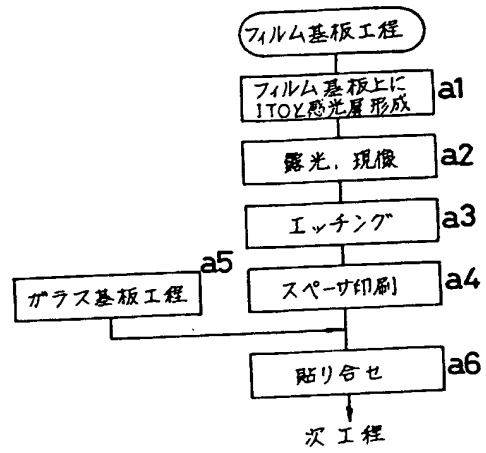 フィルム基板工程
フィルム基板上に
ITOと感光層形成
a1
露光、現像
a2
エッチング
a3
a5
ガラス基板工程
スペーサ印刷
a4
貼り合せ
a6
次工程